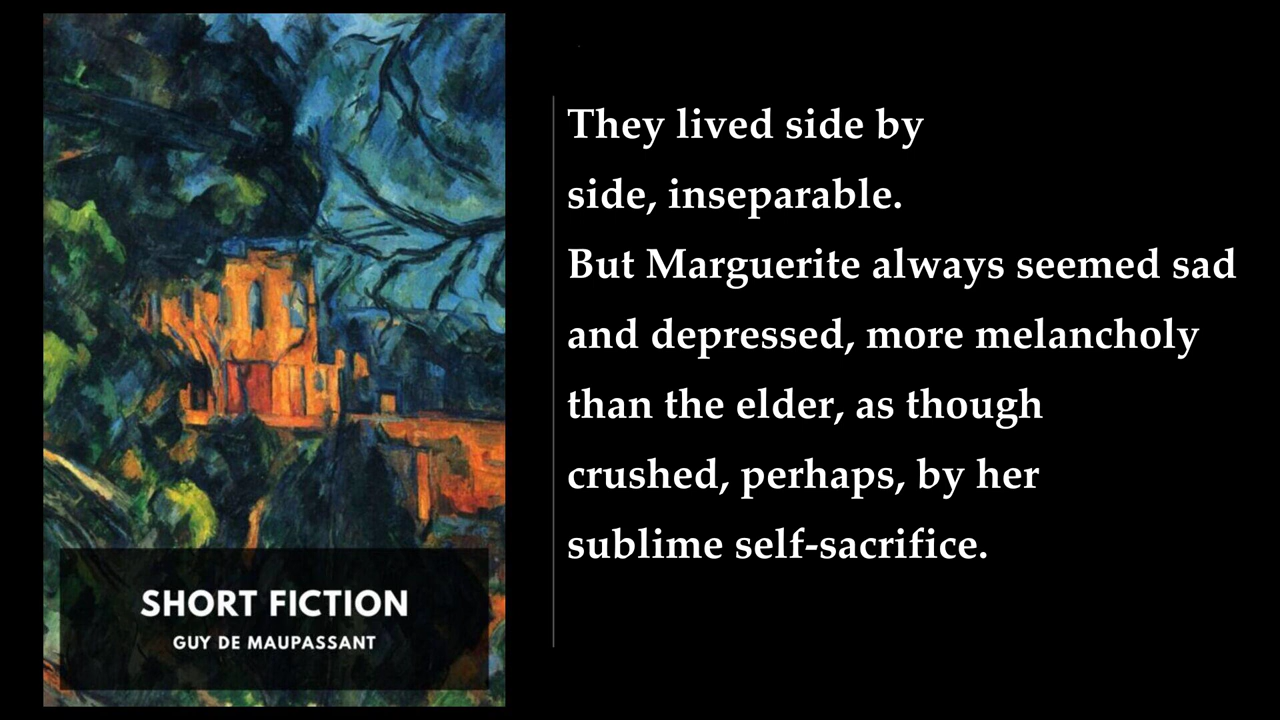 They lived side by
side, inseparable.
But Marguerite always seemed sad
and depressed, more melancholy
than the elder, as though
crushed, perhaps, by her
sublime self-sacrifice.
SHORT FICTION
GUY DE MAUPASSANT